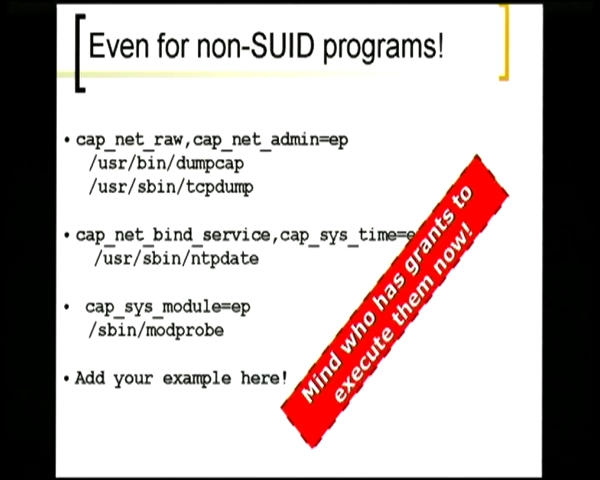 Even for non-SUID programs!
• cap_net_raw,cap_net_admin=ep
/usr/bin/dumpcap
/usr/sbin/tcpdump
• cap_net_bind_service,cap_sys_time=e
/usr/sbin/ntpdate
• cap_sys_module=ep
/sbin/modprobe
• Add your example here!
Mind who has grants to
execute them now!